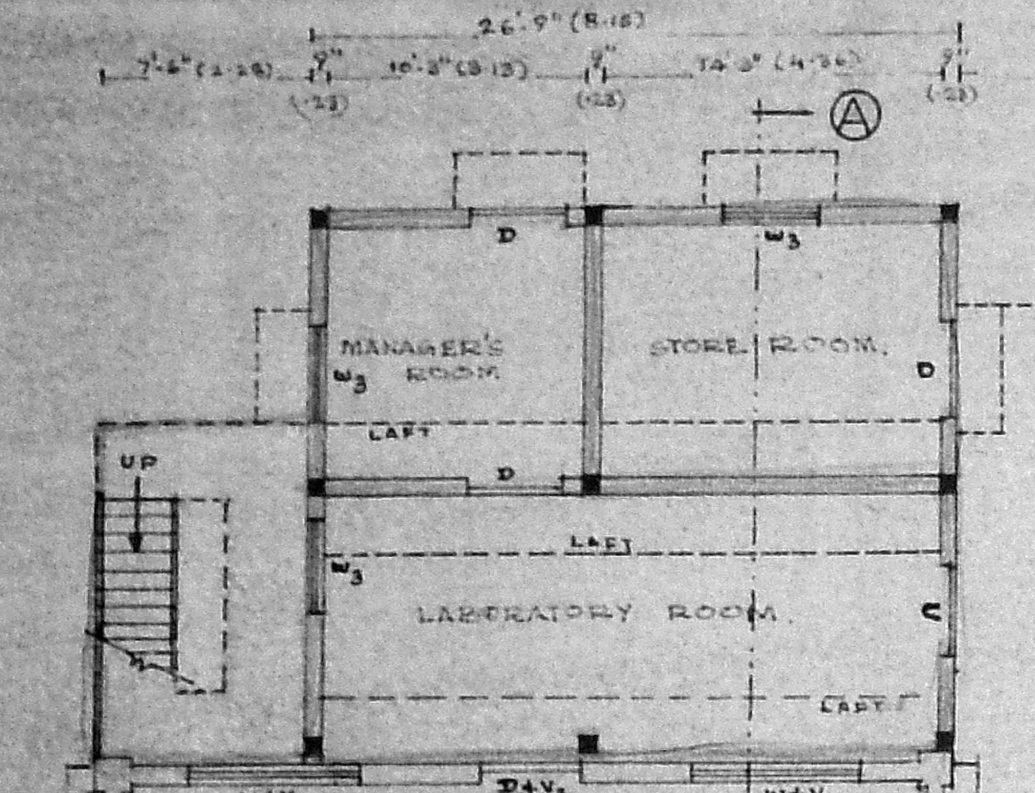 26'-9" (8.15)
7'-6" (2.28) 9" 10'-3" (3.13) 9" 14'-3" (4.36) 9"
(.23) (.23) (.23)
A
D W3
MANAGER'S
ROOM
STORE ROOM.
W3
D
LAFT
UP
D
LAFT
W3
LABORATORY ROOM.
LAFT
D+V.